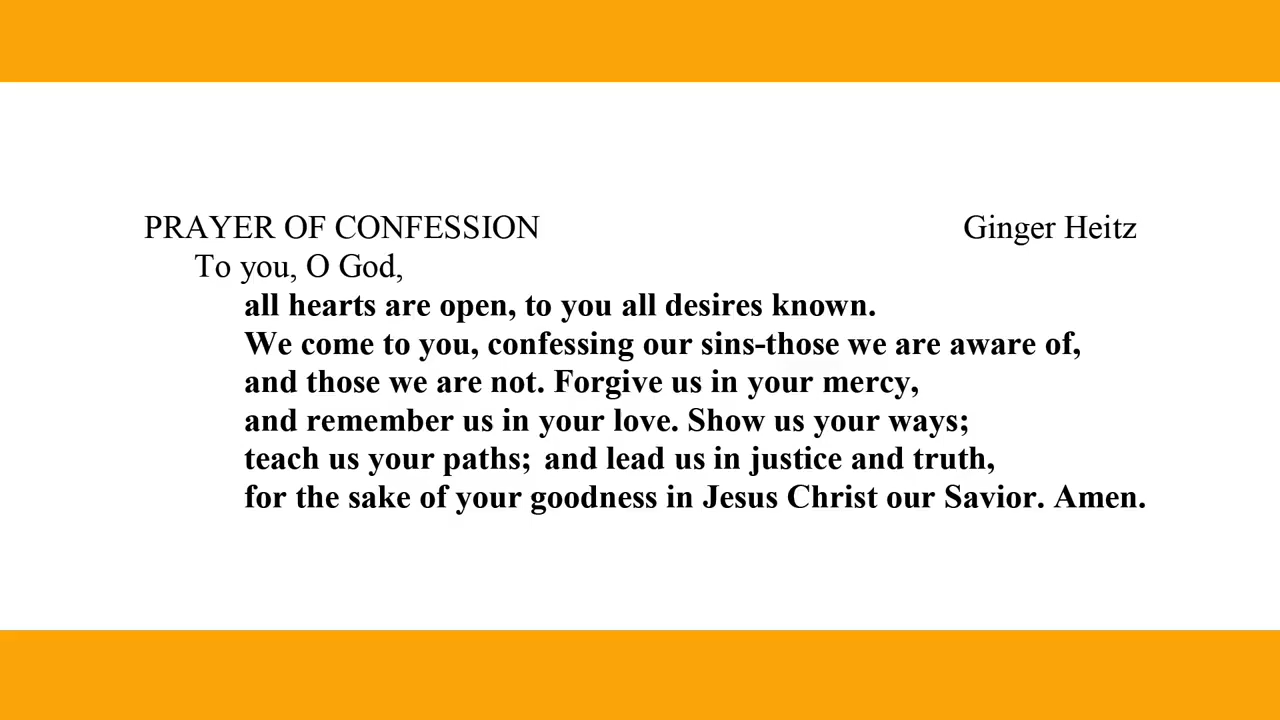 PRAYER OF CONFESSION Ginger Heitz
To you, O God,
all hearts are open, to you all desires known.
We come to you, confessing our sins-those we are aware of,
and those we are not. Forgive us in your mercy,
and remember us in your love. Show us your ways;
teach us your paths; and lead us in justice and truth,
for the sake of your goodness in Jesus Christ our Savior. Amen.